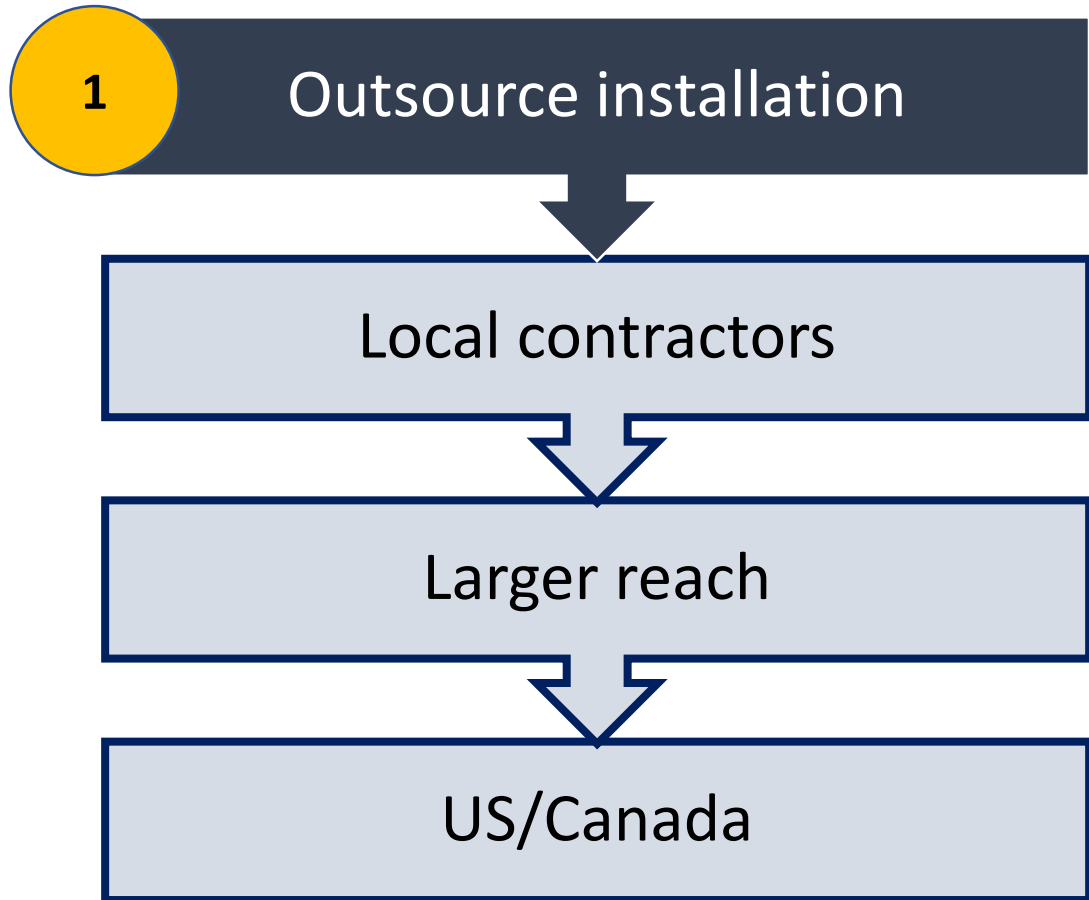 1
Outsource installation
Local contractors
Larger reach
US/Canada